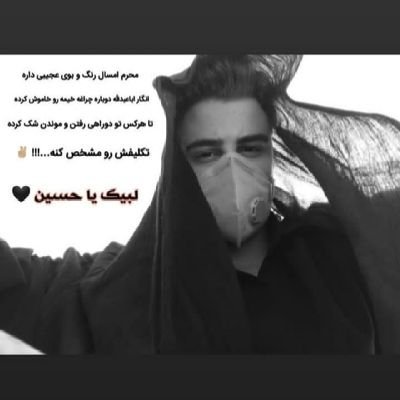 محرم امسال رنگ و بوی عجیبی داره
انگار اباعبدالله دوباره چراغه خیمه رو خاموش کرده
تا هرکس تو دوراهی رفتن و موندن شک کرده
تکلیفش رو مشخص کنه...!!! ✌🏼
لبیک یا حسین 🖤